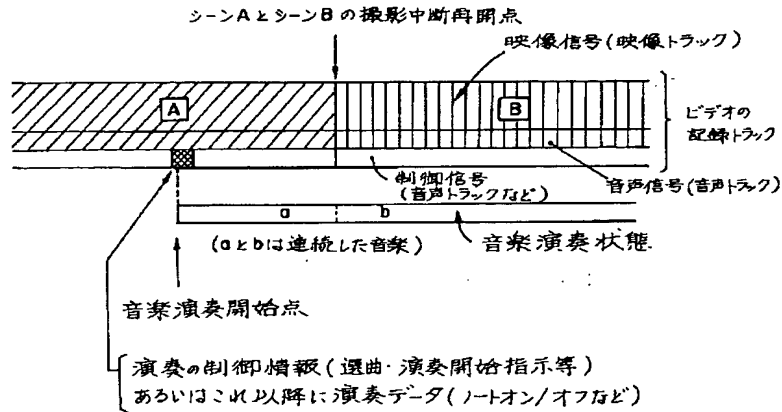 シーンAとシーンBの撮影中断再開点
映像信号(映像トラック)
A
B
ビデオの
記録トラック
制御信号
(音声トラックなど)
音声信号(音声トラック)
a
b
(aとbは連続した音楽)
音楽演奏状態
音楽演奏開始点
演奏の制御情報(選曲・演奏開始指示等)
あるいはこれ以降に演奏データ(ノートオン/オフなど)